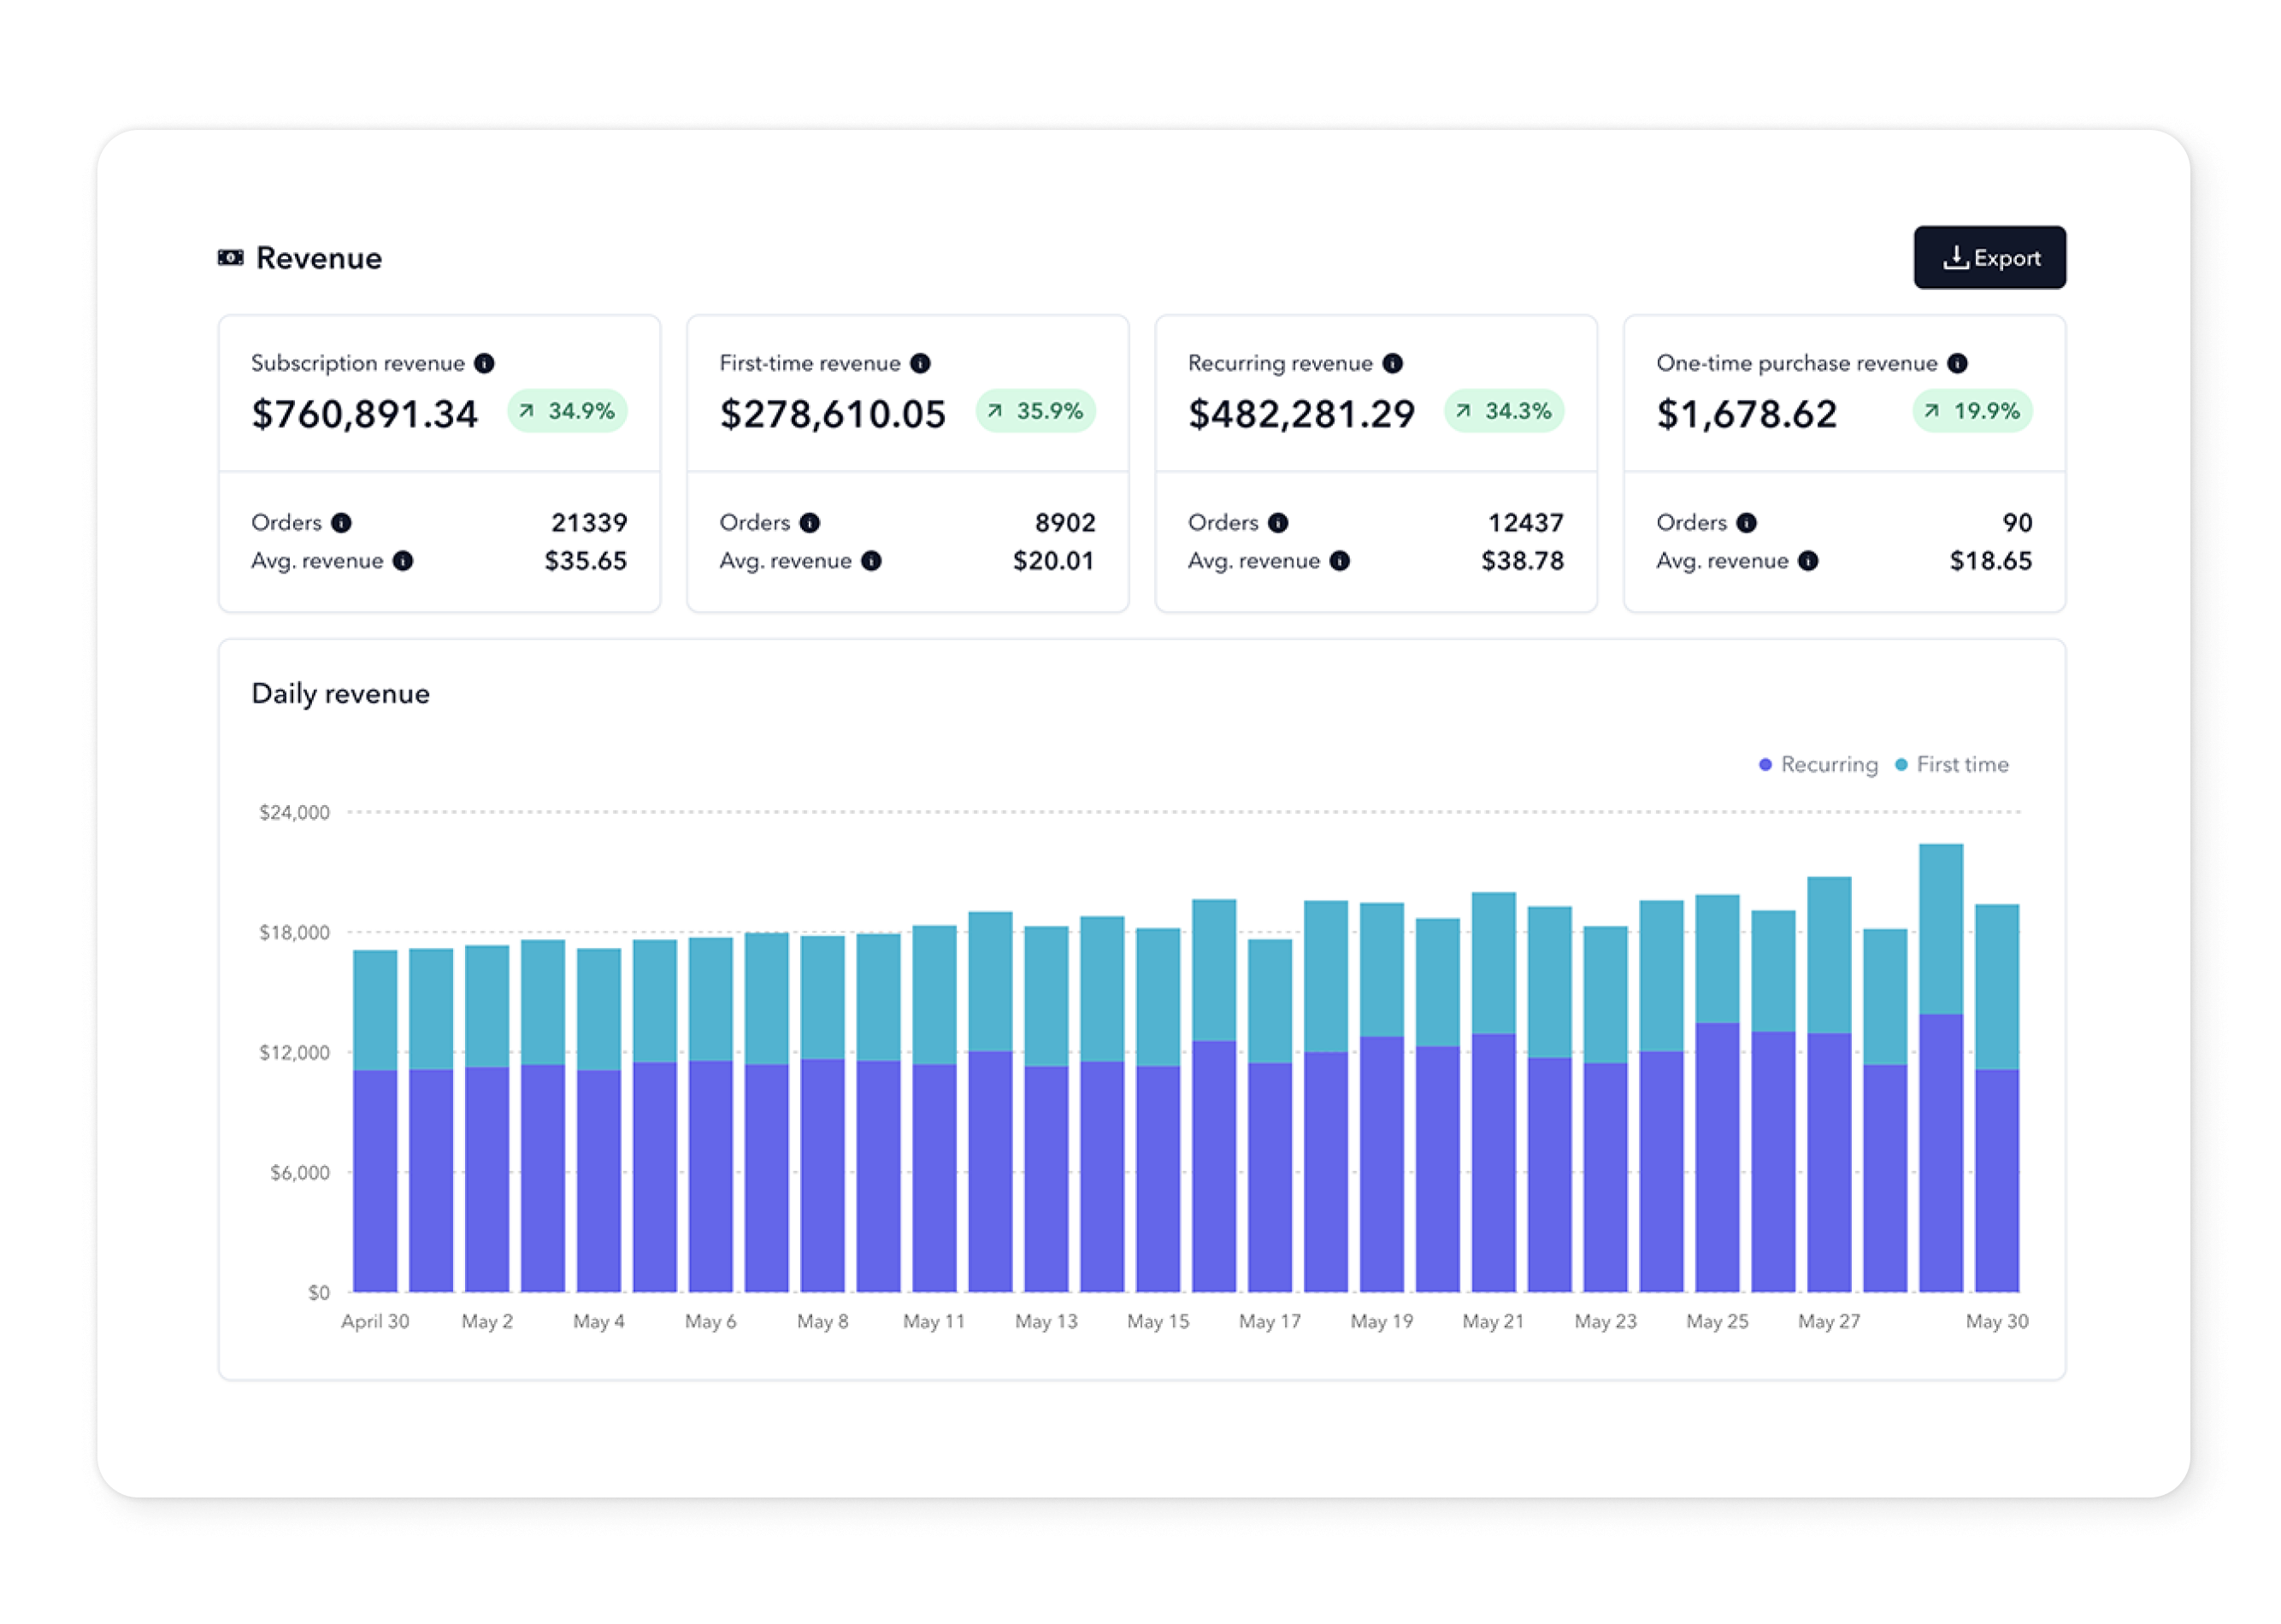 Revenue
Export
Subscription revenue
$760,891.34 34.9%
Orders 21339
Avg. revenue $35.65
First-time revenue
$278,610.05 35.9%
Orders 8902
Avg. revenue $20.01
Recurring revenue
$482,281.29 34.3%
Orders 12437
Avg. revenue $38.78
One-time purchase revenue
$1,678.62 19.9%
Orders 90
Avg. revenue $18.65
Daily revenue
Recurring First time
$24,000
$18,000
$12,000
$6,000
$0
April 30 May 2 May 4 May 6 May 8 May 11 May 13 May 15 May 17 May 19 May 21 May 23 May 25 May 27 May 30